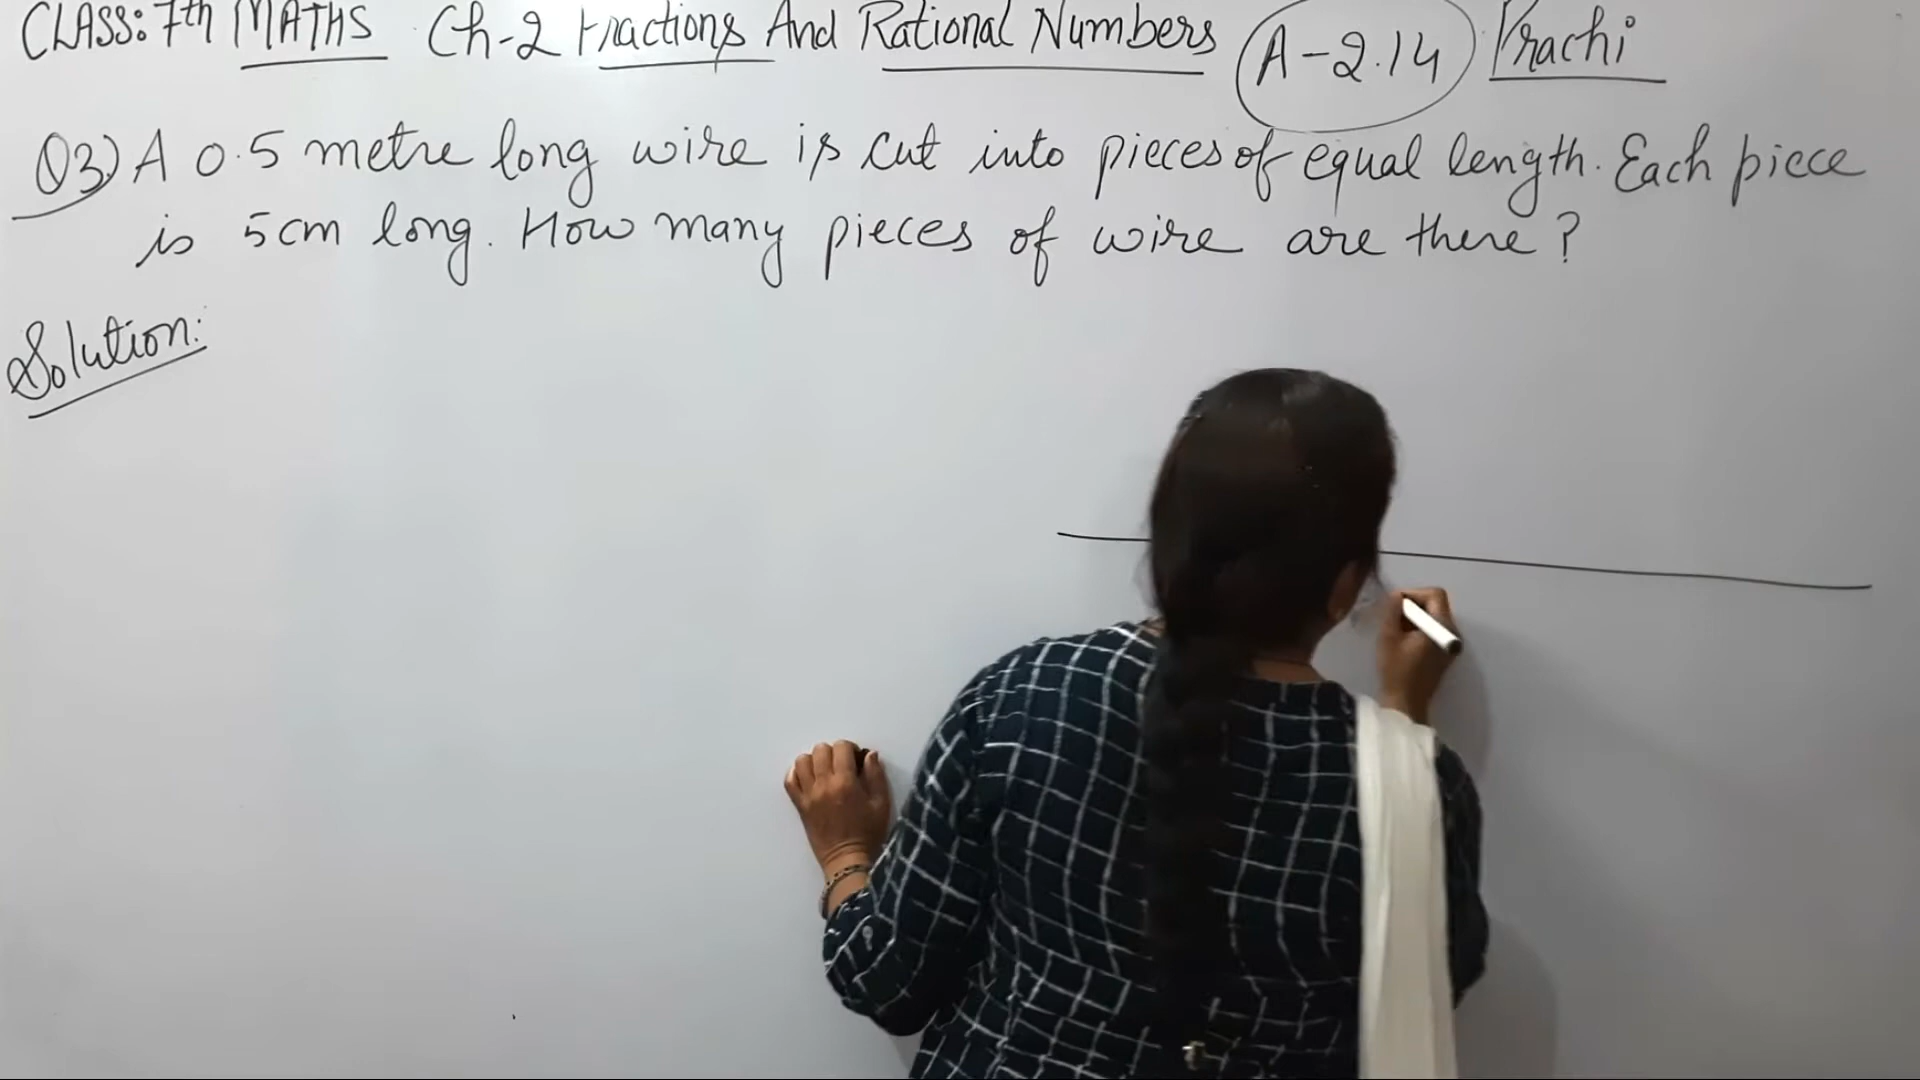 CLASS: 7th MATHS Ch-2 Fractions And Rational Numbers A-2.14 Prachi
Q3) A 0.5 metre long wire is cut into pieces of equal length. Each piece
is 5cm long. How many pieces of wire are there?
Solution: